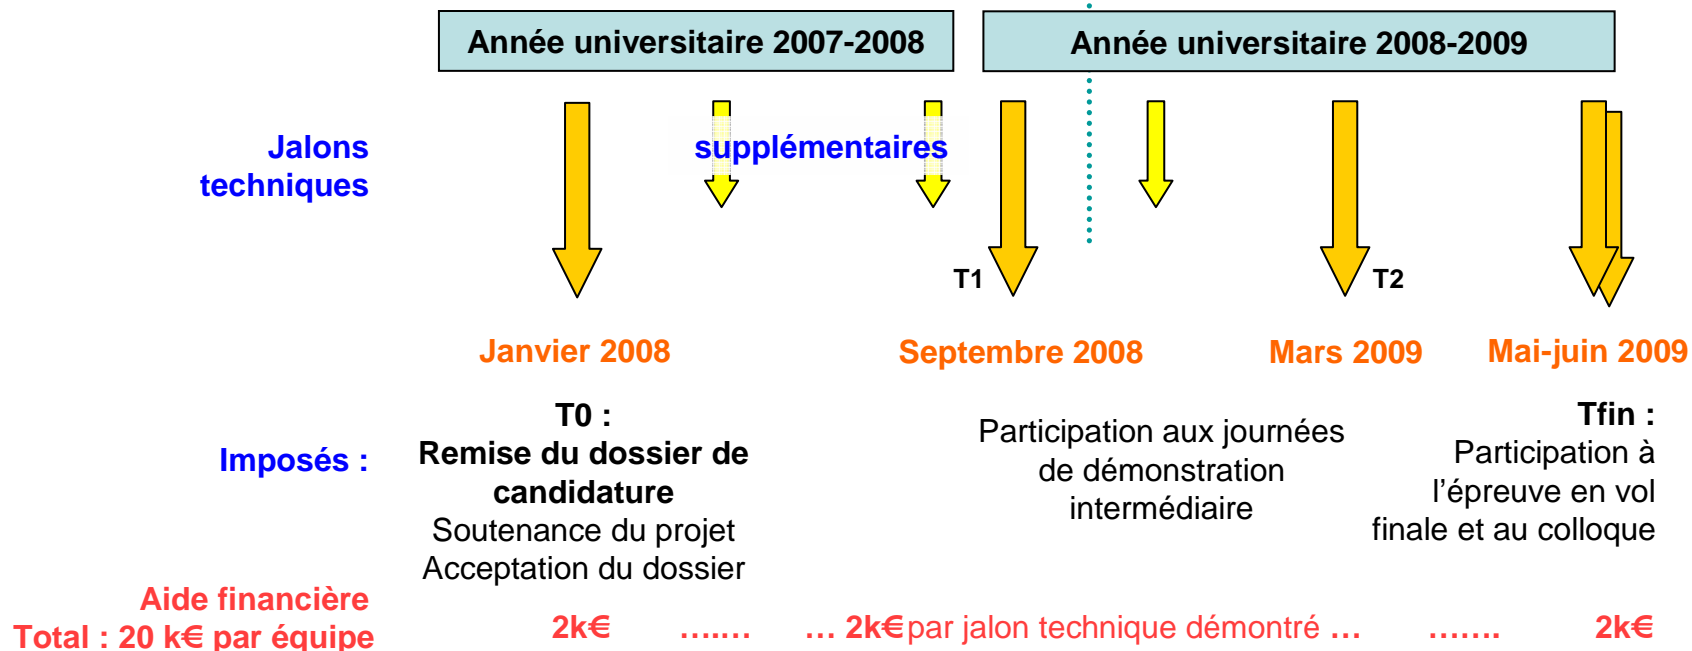 Année universitaire 2007-2008
Année universitaire 2008-2009
Jalons
techniques
supplémentaires
T1
T2
Janvier 2008
Septembre 2008
Mars 2009
Mai-juin 2009
Imposés :
T0 :
Remise du dossier de
candidature
Soutenance du projet
Acceptation du dossier
Participation aux journées
de démonstration
intermédiaire
Tfin :
Participation à
l’épreuve en vol
finale et au colloque
Aide financière
Total : 20 k€ par équipe
2k€ ....... ... 2k€ par jalon technique démontré ... ....... 2k€